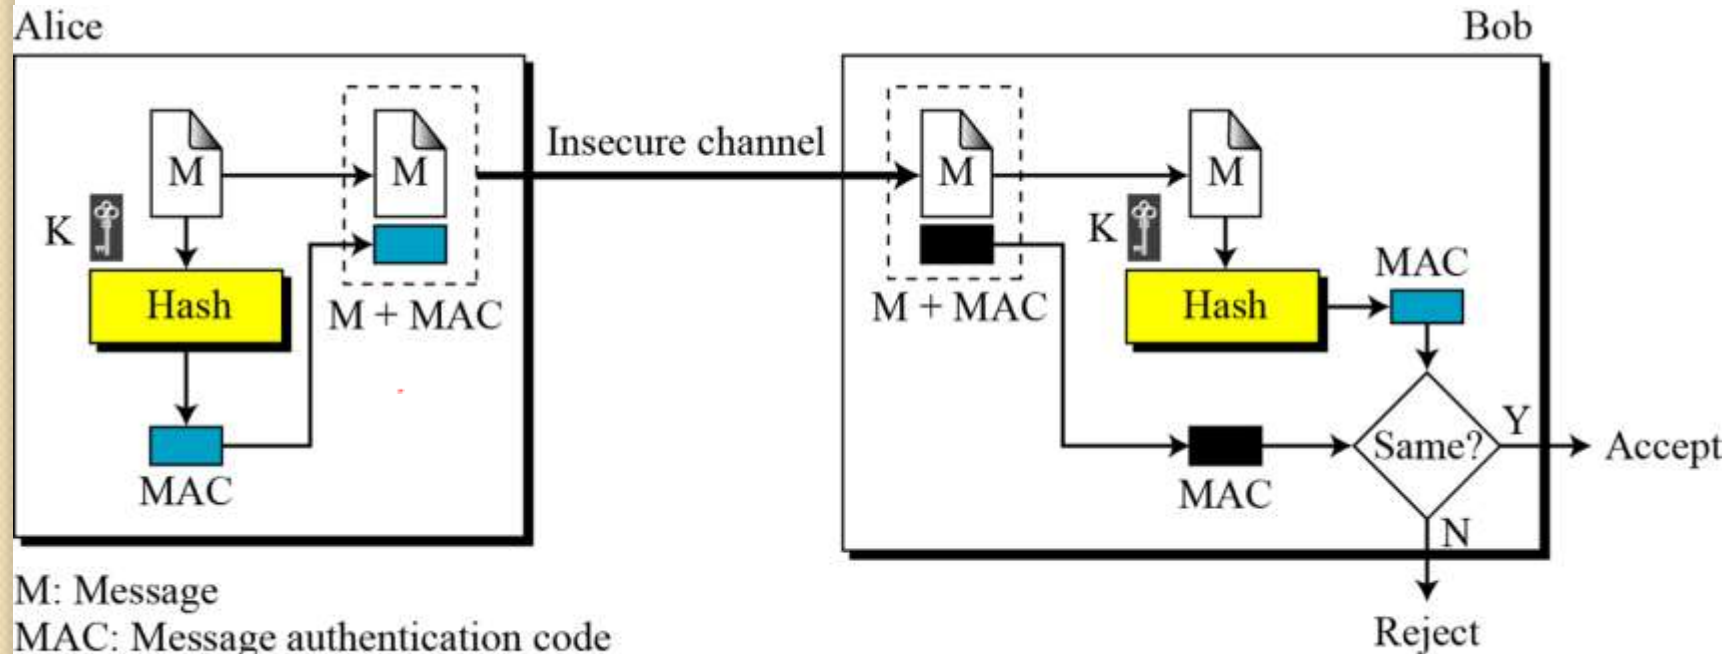 Alice
Bob
M
M
Insecure channel
M
M
K
K
Hash
M + MAC
M + MAC
Hash
MAC
MAC
MAC
Same?
Y
Accept
N
Reject
M: Message
MAC: Message authentication code